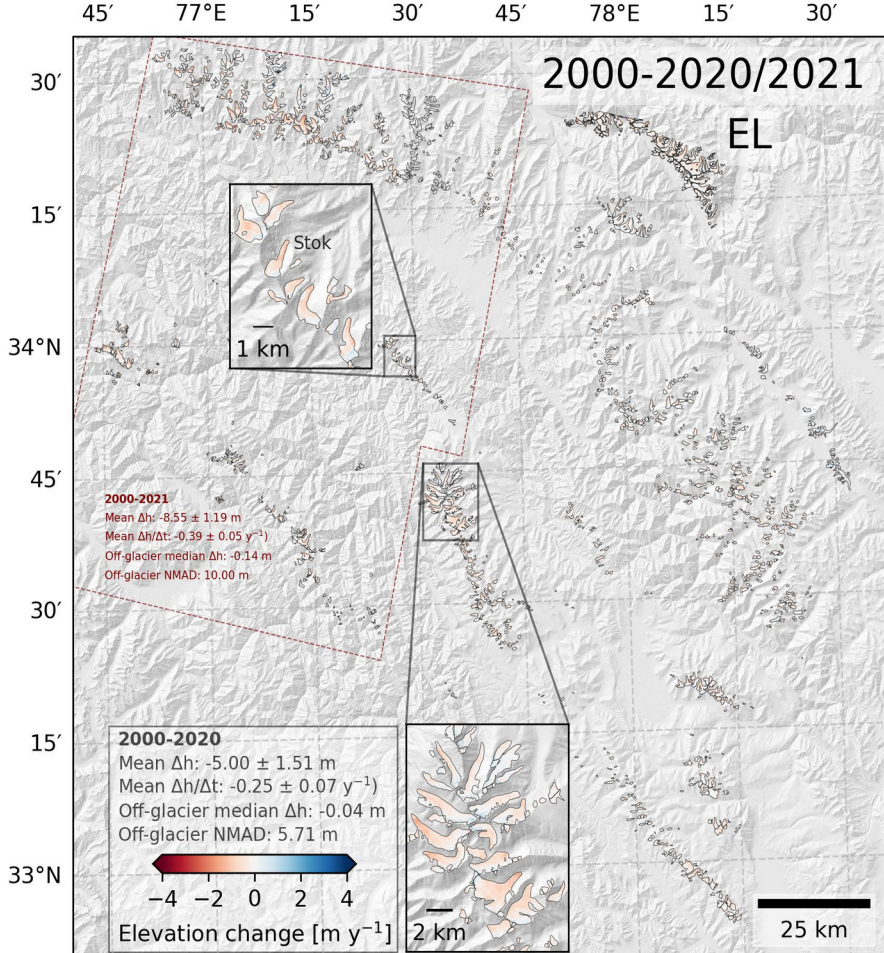 45′ 77°E 15′ 30′ 45′ 78°E 15′ 30′
30′
2000-2020/2021
EL
15′
Stok
1 km
34°N
45′
2000-2021
Mean Δh: -8.55 ± 1.19 m
Mean Δh/Δt: -0.39 ± 0.05 y⁻¹)
Off-glacier median Δh: -0.14 m
Off-glacier NMAD: 10.00 m
30′
15′
2000-2020
Mean Δh: -5.00 ± 1.51 m
Mean Δh/Δt: -0.25 ± 0.07 y⁻¹)
Off-glacier median Δh: -0.04 m
Off-glacier NMAD: 5.71 m
33°N
−4 −2 0 2 4
Elevation change [m y⁻¹]
2 km
25 km